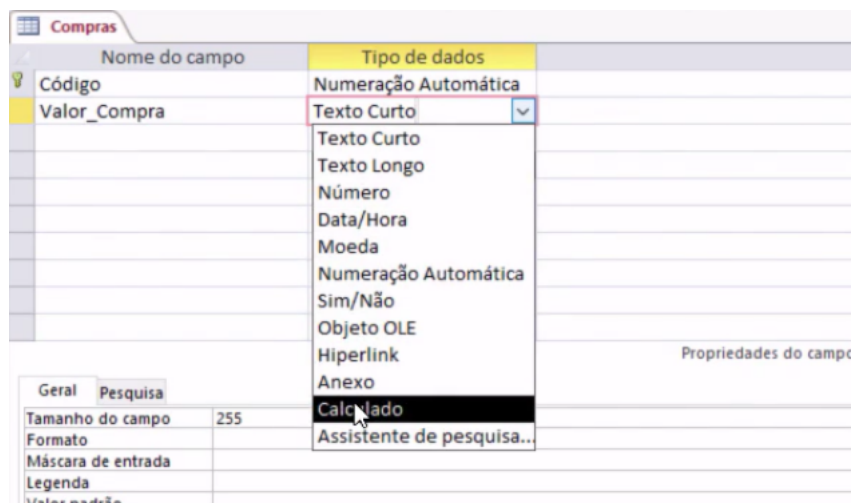 Compras
Nome do campo Tipo de dados
Código Numeração Automática
Valor_Compra Texto Curto
Texto Curto
Texto Longo
Número
Data/Hora
Moeda
Numeração Automática
Sim/Não
Objeto OLE
Hiperlink
Anexo
Calculado
Assistente de pesquisa...
Propriedades do campo
Geral Pesquisa
Tamanho do campo 255
Formato
Máscara de entrada
Legenda
Valor padrão